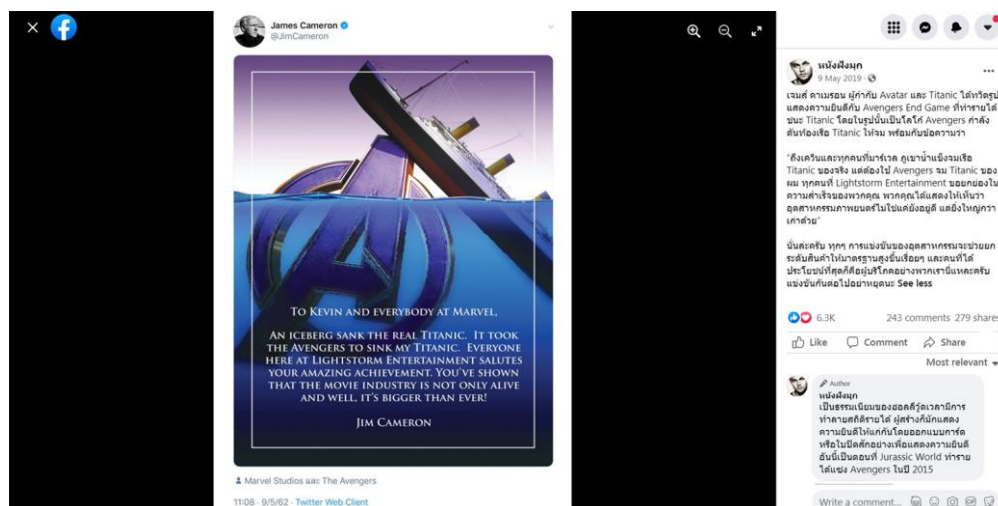 James Cameron
@JimCameron
TO KEVIN AND EVERYBODY AT MARVEL,
AN ICEBERG SANK THE REAL TITANIC. IT TOOK
THE AVENGERS TO SINK MY TITANIC. EVERYONE
HERE AT LIGHTSTORM ENTERTAINMENT SALUTES
YOUR AMAZING ACHIEVEMENT. YOU'VE SHOWN
THAT THE MOVIE INDUSTRY IS NOT ONLY ALIVE
AND WELL, IT'S BIGGER THAN EVER!
JIM CAMERON
Marvel Studios และ The Avengers
11:08 - 9/5/62 - Twitter Web Client
หนังฝังมุก
9 May 2019
เจมส์ คาเมรอน ผู้กำกับ Avatar และ Titanic ได้ทวิตรูป
แสดงความยินดีกับ Avengers End Game ที่ทำรายได้
ชนะ Titanic โดยในรูปนั้นเป็นโลโก้ Avengers กำลัง
ดันท้องเรือ Titanic ให้จม พร้อมกับข้อความว่า
"ถึงเควินและทุกคนที่มาร์เวล ภูเขาน้ำแข็งจมเรือ
Titanic ของจริง แต่ต้องใช้ Avengers จม Titanic ของ
ผม ทุกคนที่ Lightstorm Entertainment ขอยกย่องใน
ความสำเร็จของพวกคุณ พวกคุณได้แสดงให้เห็นว่า
อุตสาหกรรมภาพยนตร์ไม่ใช่แค่ยังอยู่ดี แต่ยิ่งใหญ่กว่า
เก่าด้วย"
นั่นล่ะครับ ทุกๆ การแข่งขันของอุตสาหกรรมจะช่วยยก
ระดับสินค้าให้มาตรฐานสูงขึ้นเรื่อยๆ และคนที่ได้
ประโยชน์ที่สุดก็คือผู้บริโภคอย่างพวกเรานี่แหละครับ
แข่งขันกันต่อไปอย่าหยุดนะ See less
6.3K 243 comments 279 shares
Like Comment Share
Most relevant
Author
หนังฝังมุก
เป็นธรรมเนียมของฮอลลีวู้ดเวลามีการ
ทำลายสถิติรายได้ ผู้สร้างก็มักแสดง
ความยินดีให้แก่กันโดยออกแบบการ์ด
หรือใบปิดสักอย่างเพื่อแสดงความยินดี
อันนี้เป็นตอนที่ Jurassic World ทำราย
ได้แซง Avengers ในปี 2015
Write a comment...